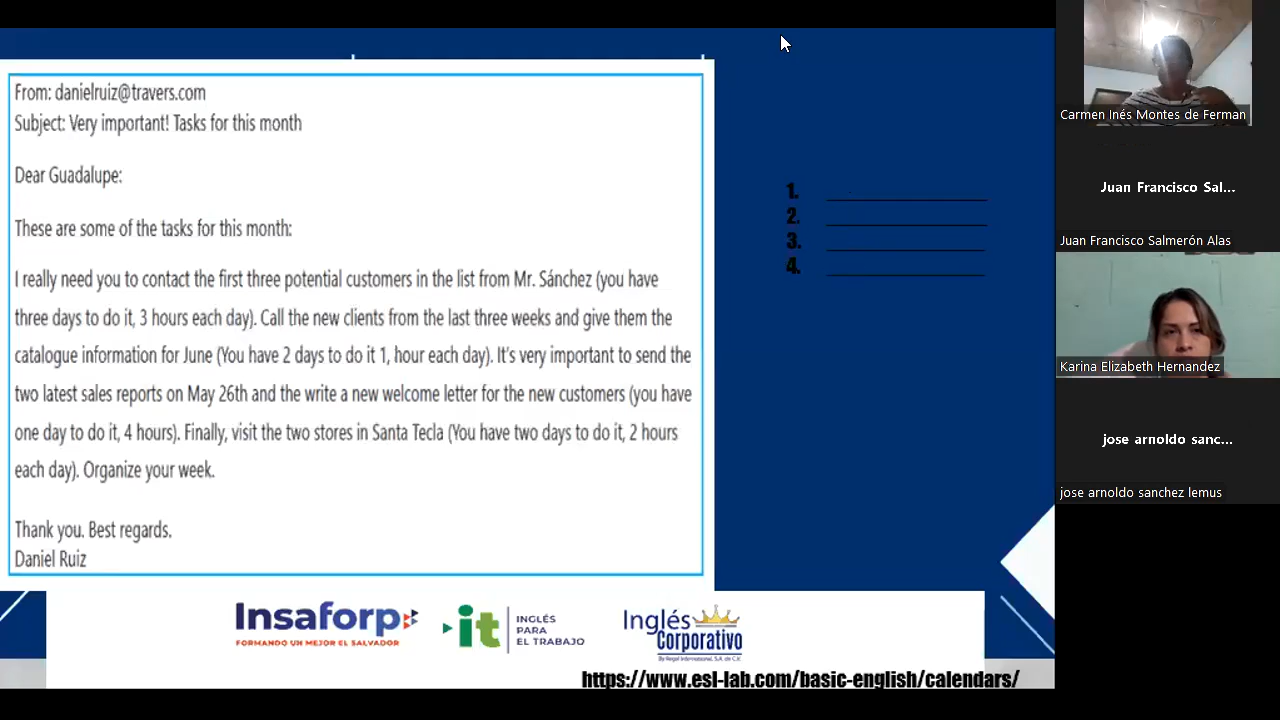 From: danielruiz@travers.com
Subject: Very important! Tasks for this month
Dear Guadalupe:
These are some of the tasks for this month:
I really need you to contact the first three potential customers in the list from Mr. Sánchez (you have
three days to do it, 3 hours each day). Call the new clients from the last three weeks and give them the
catalogue information for June (You have 2 days to do it 1, hour each day). It's very important to send the
two latest sales reports on May 26th and the write a new welcome letter for the new customers (you have
one day to do it, 4 hours). Finally, visit the two stores in Santa Tecla (You have two days to do it, 2 hours
each day). Organize your week.
Thank you. Best regards.
Daniel Ruiz
1.
2.
3.
4.
Insaforp
FORMANDO UN MEJOR EL SALVADOR
it
INGLÉS
PARA
EL TRABAJO
Inglés
Corporativo
By Regal International, S.A. de C.V.
https://www.esl-lab.com/basic-english/calendars/
Carmen Inés Montes de Ferman
Juan Francisco Sal...
Juan Francisco Salmerón Alas
Karina Elizabeth Hernandez
jose arnoldo sanc...
jose arnoldo sanchez lemus